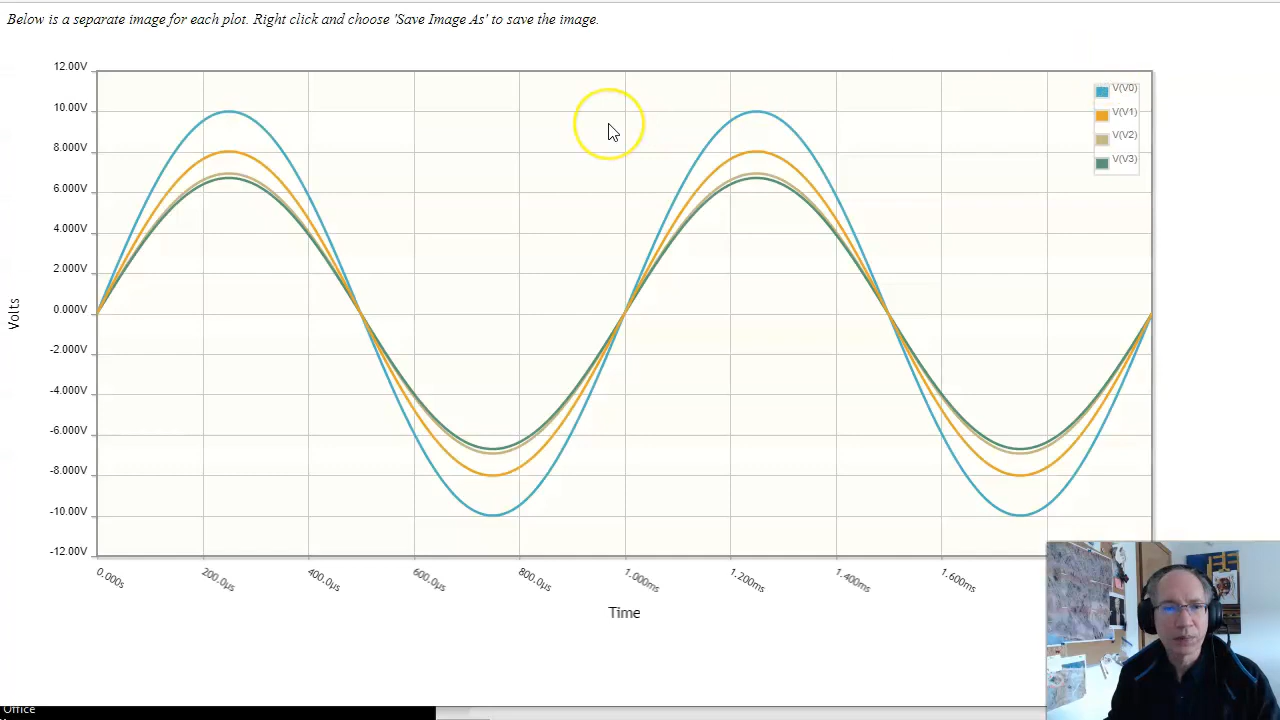 Below is a separate image for each plot. Right click and choose 'Save Image As' to save the image.
12.00V
10.00V
8.000V
6.000V
4.000V
2.000V
0.000V
-2.000V
-4.000V
-6.000V
-8.000V
-10.00V
-12.00V
Volts
V(V0)
V(V1)
V(V2)
V(V3)
0.000s
200.0µs
400.0µs
600.0µs
800.0µs
1.000ms
1.200ms
1.400ms
1.600ms
Time
Office